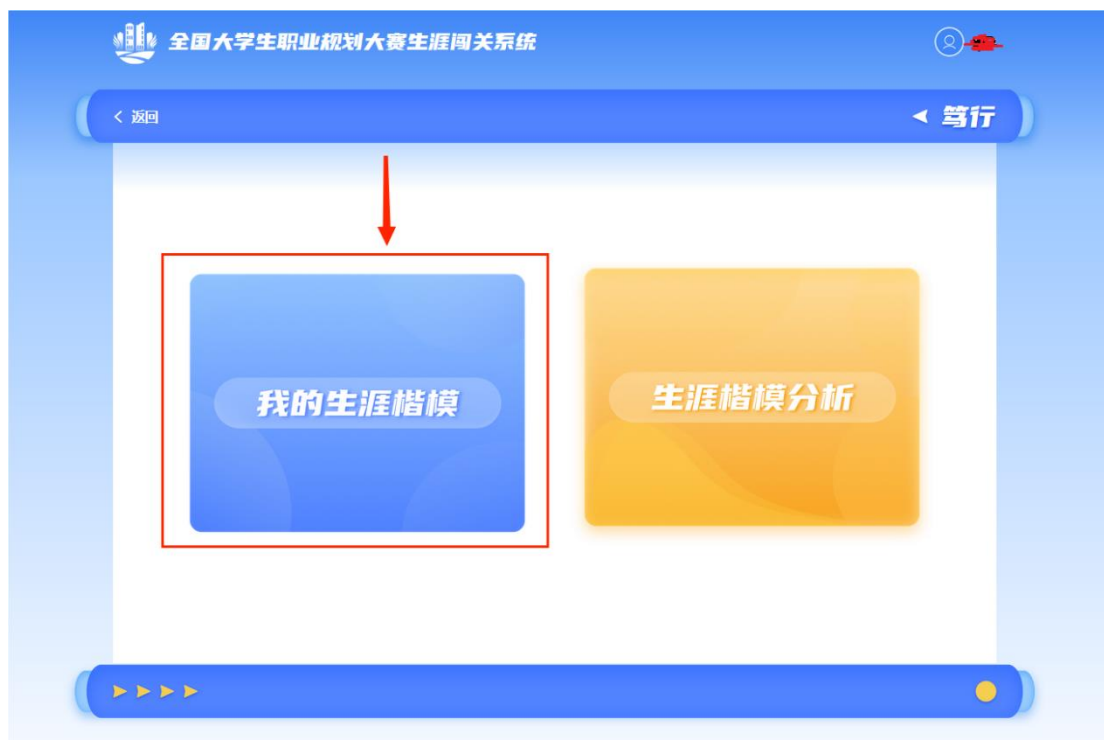 全国大学生职业规划大赛生涯闯关系统
返回
笃行
我的生涯楷模
生涯楷模分析